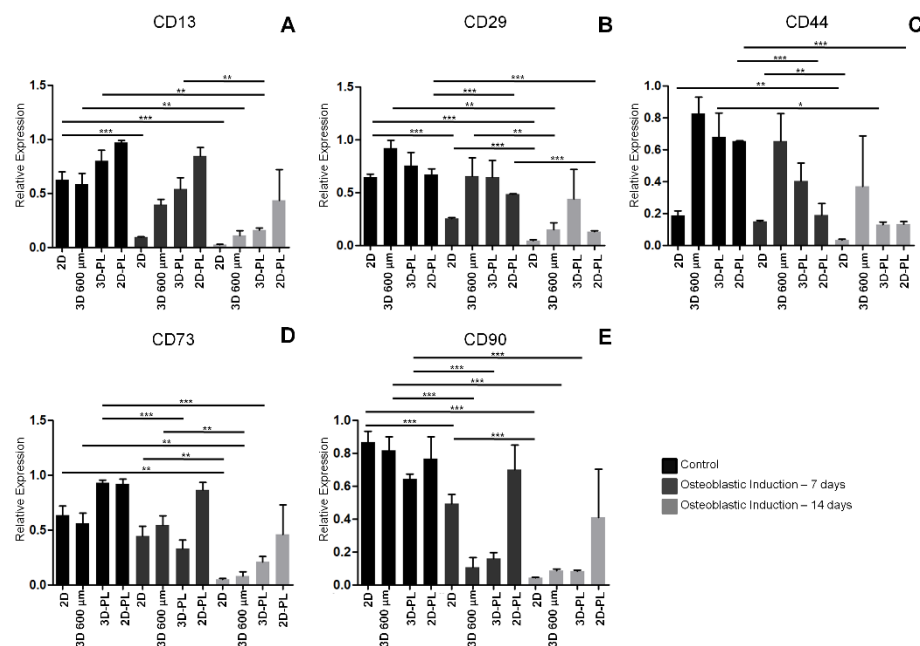 CD13 A
**
**
**
***
***
Relative Expression
1.5
1.0
0.5
0.0
2D
3D 600 µm
3D-PL
2D-PL
2D
3D 600 µm
3D-PL
2D-PL
2D
3D 600 µm
3D-PL
2D-PL
CD29 B
***
***
**
***
*** **
***
***
Relative Expression
1.5
1.0
0.5
0.0
2D
3D 600 µm
3D-PL
2D-PL
2D
3D 600 µm
3D-PL
2D-PL
2D
3D 600 µm
3D-PL
2D-PL
CD44 C
***
***
**
**
*
Relative Expression
1.0
0.8
0.6
0.4
0.2
0.0
2D
3D 600 µm
3D-PL
2D-PL
2D
3D 600 µm
3D-PL
2D-PL
2D
3D 600 µm
3D-PL
2D-PL
CD73 D
***
***
**
**
**
**
Relative Expression
1.5
1.0
0.5
0.0
2D
3D 600 µm
3D-PL
2D-PL
2D
3D 600 µm
3D-PL
2D-PL
2D
3D 600 µm
3D-PL
2D-PL
CD90 E
***
***
***
***
***
*** ***
Relative Expression
1.0
0.8
0.6
0.4
0.2
0.0
2D
3D 600 µm
3D-PL
2D-PL
2D
3D 600 µm
3D-PL
2D-PL
2D
3D 600 µm
3D-PL
2D-PL
Control
Osteoblastic Induction – 7 days
Osteoblastic Induction – 14 days